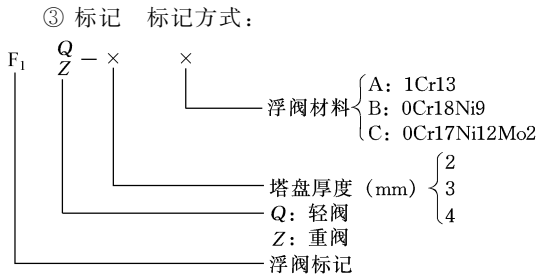 ③ 标记 标记方式：
F₁ Q/Z－× ×
浮阀材料 { A：1Cr13
B：0Cr18Ni9
C：0Cr17Ni12Mo2
塔盘厚度（mm） { 2
3
4
Q：轻阀
Z：重阀
浮阀标记